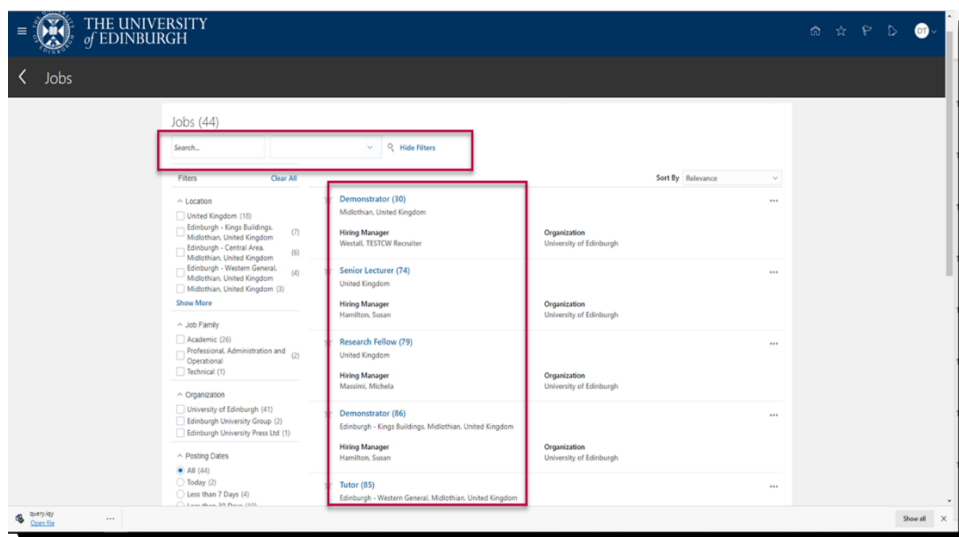 THE UNIVERSITY
of EDINBURGH
DT
Jobs
Jobs (44)
Search...
Hide Filters
Filters
Clear All
Sort By Relevance
Location
United Kingdom (18)
Edinburgh - Kings Buildings,
Midlothian, United Kingdom (7)
Edinburgh - Central Area,
Midlothian, United Kingdom (6)
Edinburgh - Western General,
Midlothian, United Kingdom (4)
Midlothian, United Kingdom (3)
Show More
Job Family
Academic (26)
Professional, Administration and
Operational (2)
Technical (1)
Organization
University of Edinburgh (41)
Edinburgh University Group (2)
Edinburgh University Press Ltd (1)
Posting Dates
All (44)
Today (2)
Less than 7 Days (4)
Demonstrator (30)
Midlothian, United Kingdom
Hiring Manager
Westall, TESTCW Recruiter
Organization
University of Edinburgh
Senior Lecturer (74)
United Kingdom
Hiring Manager
Hamilton, Susan
Organization
University of Edinburgh
Research Fellow (79)
United Kingdom
Hiring Manager
Massimi, Michela
Organization
University of Edinburgh
Demonstrator (86)
Edinburgh - Kings Buildings, Midlothian, United Kingdom
Hiring Manager
Hamilton, Susan
Organization
University of Edinburgh
Tutor (85)
Edinburgh - Western General, Midlothian, United Kingdom
query.iqy
Open file
Show all